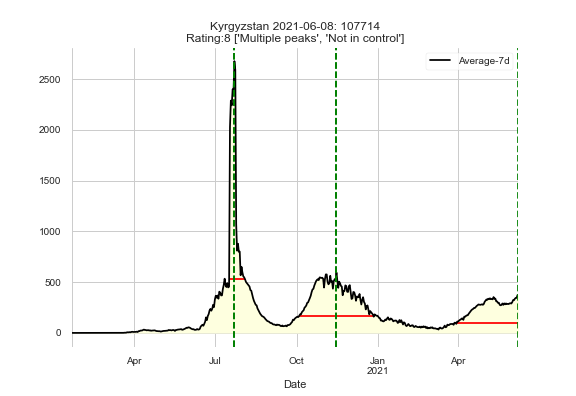 Kyrgyzstan 2021-06-08: 107714
Rating:8 ['Multiple peaks', 'Not in control']
Average-7d
2500
2000
1500
1000
500
0
Apr Jul Oct Jan Apr
2021
Date